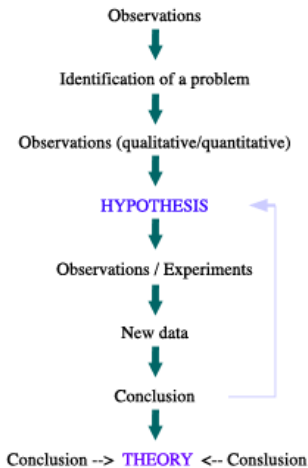 Observations
Identification of a problem
Observations (qualitative/quantitative)
HYPOTHESIS
Observations / Experiments
New data
Conclusion
Conclusion --> THEORY <-- Conslusion